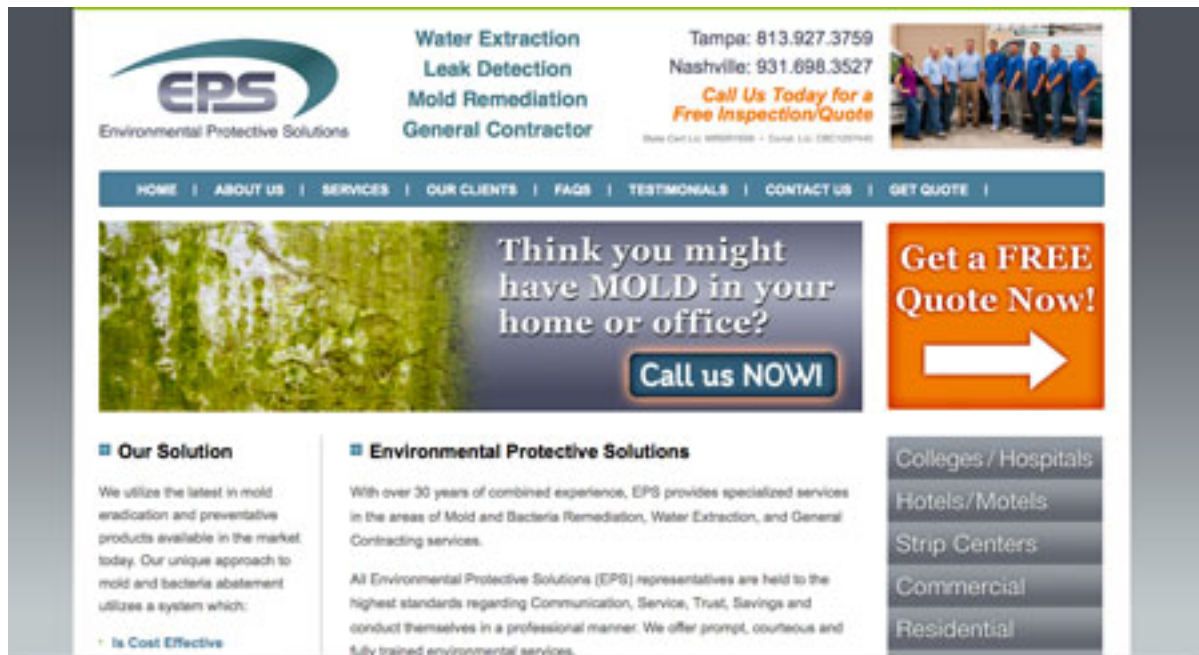 EPS
Environmental Protective Solutions
Water Extraction
Leak Detection
Mold Remediation
General Contractor
Tampa: 813.927.3759
Nashville: 931.698.3527
Call Us Today for a
Free Inspection/Quote
HOME | ABOUT US | SERVICES | OUR CLIENTS | FAQS | TESTIMONIALS | CONTACT US | GET QUOTE |
Think you might
have MOLD in your
home or office?
Call us NOW!
Get a FREE
Quote Now!
Our Solution
We utilize the latest in mold
eradication and preventative
products available in the market
today. Our unique approach to
mold and bacteria abatement
utilizes a system which:
Is Cost Effective
Environmental Protective Solutions
With over 30 years of combined experience, EPS provides specialized services
in the areas of Mold and Bacteria Remediation, Water Extraction, and General
Contracting services.
All Environmental Protective Solutions (EPS) representatives are held to the
highest standards regarding Communication, Service, Trust, Savings and
conduct themselves in a professional manner. We offer prompt, courteous and
fully trained environmental services.
Colleges / Hospitals
Hotels/Motels
Strip Centers
Commercial
Residential